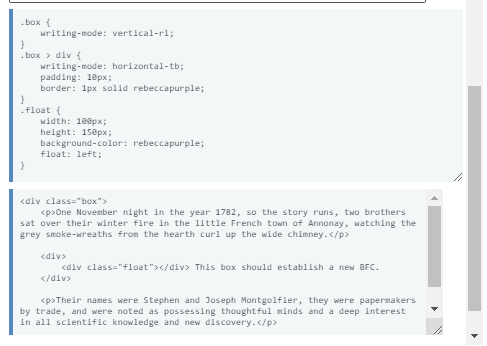 .box {
    writing-mode: vertical-rl;
}
.box > div {
    writing-mode: horizontal-tb;
    padding: 10px;
    border: 1px solid rebeccapurple;
}
.float {
    width: 100px;
    height: 150px;
    background-color: rebeccapurple;
    float: left;
}
<div class="box">
    <p>One November night in the year 1782, so the story runs, two brothers
sat over their winter fire in the little French town of Annonay, watching the
grey smoke-wreaths from the hearth curl up the wide chimney.</p>
    <div>
        <div class="float"></div> This box should establish a new BFC.
    </div>
    <p>Their names were Stephen and Joseph Montgolfier, they were papermakers
by trade, and were noted as possessing thoughtful minds and a deep interest
in all scientific knowledge and new discovery.</p>